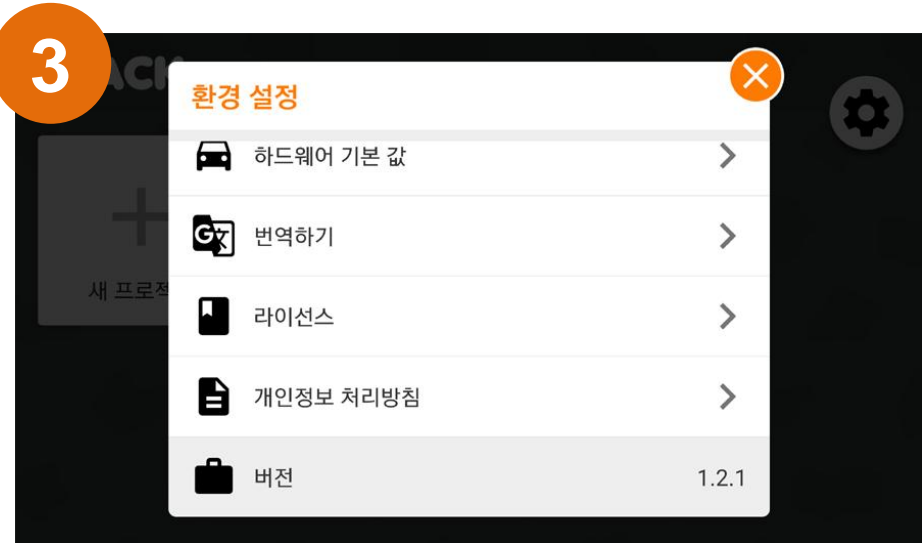 3
ACK
환경 설정
하드웨어 기본 값
번역하기
새 프로젝
라이선스
개인정보 처리방침
버전
1.2.1